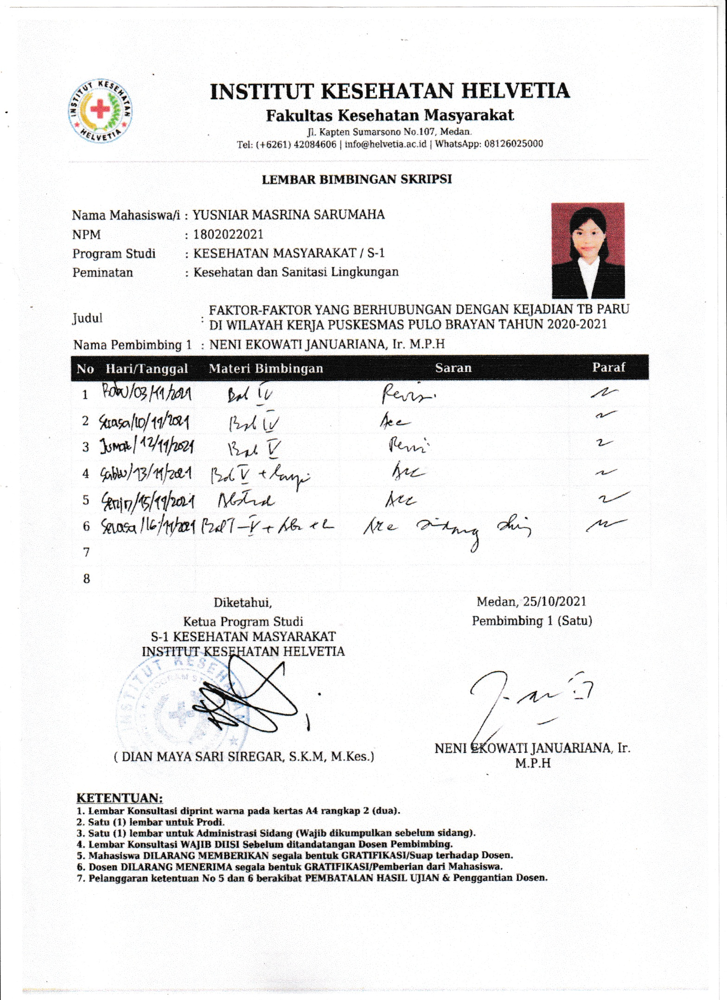 INSTITUT KESEHATAN
HELVETIA
INSTITUT KESEHATAN HELVETIA
Fakultas Kesehatan Masyarakat
Jl. Kapten Sumarsono No.107, Medan.
Tel: (+6261) 42084606 | info@helvetia.ac.id | WhatsApp: 08126025000
LEMBAR BIMBINGAN SKRIPSI
Nama Mahasiswa/i : YUSNIAR MASRINA SARUMAHA
NPM : 1802022021
Program Studi : KESEHATAN MASYARAKAT / S-1
Peminatan : Kesehatan dan Sanitasi Lingkungan
Judul : FAKTOR-FAKTOR YANG BERHUBUNGAN DENGAN KEJADIAN TB PARU
DI WILAYAH KERJA PUSKESMAS PULO BRAYAN TAHUN 2020-2021
Nama Pembimbing 1 : NENI EKOWATI JANUARIANA, Ir. M.P.H
No Hari/Tanggal Materi Bimbingan Saran Paraf
1 Rabu/03/11/2021 Bab IV Revisi
2 Selasa/10/11/2021 Bab IV Acc
3 Jumat/12/11/2021 Bab V Revisi
4 Sabtu/13/11/2021 Bab V + Acc
5 Senin/15/11/2021 Abstrak Acc
6 Selasa/16/11/2021 Bab I - V + Acc sidang
7
8
Diketahui,
Ketua Program Studi
S-1 KESEHATAN MASYARAKAT
INSTITUT KESEHATAN HELVETIA
Medan, 25/10/2021
Pembimbing 1 (Satu)
INSTITUT KESEHATAN
( DIAN MAYA SARI SIREGAR, S.K.M, M.Kes.)
NENI EKOWATI JANUARIANA, Ir.
M.P.H
KETENTUAN:
1. Lembar Konsultasi diprint warna pada kertas A4 rangkap 2 (dua).
2. Satu (1) lembar untuk Prodi.
3. Satu (1) lembar untuk Administrasi Sidang (Wajib dikumpulkan sebelum sidang).
4. Lembar Konsultasi WAJIB DIISI Sebelum ditandatangan Dosen Pembimbing.
5. Mahasiswa DILARANG MEMBERIKAN segala bentuk GRATIFIKASI/Suap terhadap Dosen.
6. Dosen DILARANG MENERIMA segala bentuk GRATIFIKASI/Pemberian dari Mahasiswa.
7. Pelanggaran ketentuan No 5 dan 6 berakibat PEMBATALAN HASIL UJIAN & Penggantian Dosen.